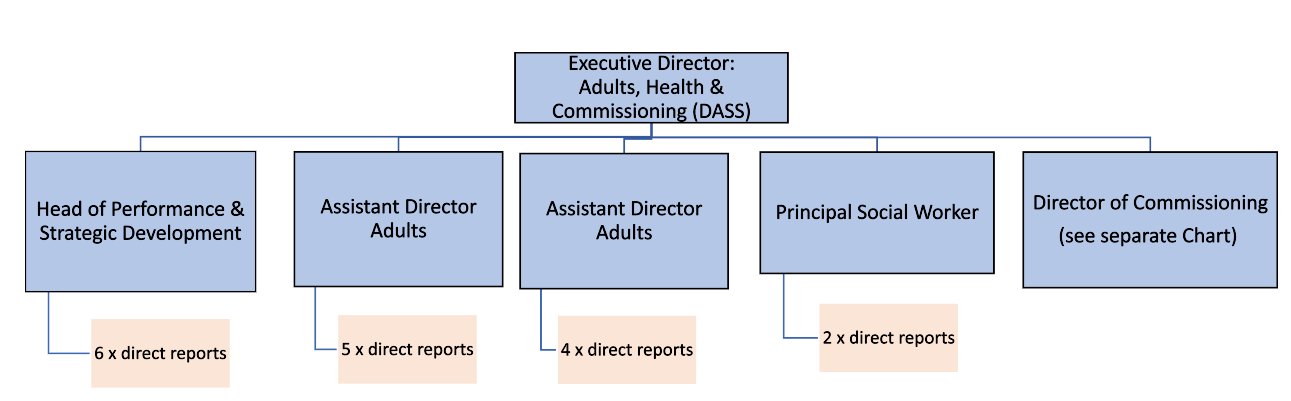 Executive Director:
Adults, Health &
Commissioning (DASS)
Head of Performance &
Strategic Development
Assistant Director
Adults
Assistant Director
Adults
Principal Social Worker
Director of Commissioning
(see separate Chart)
6 x direct reports
5 x direct reports
4 x direct reports
2 x direct reports